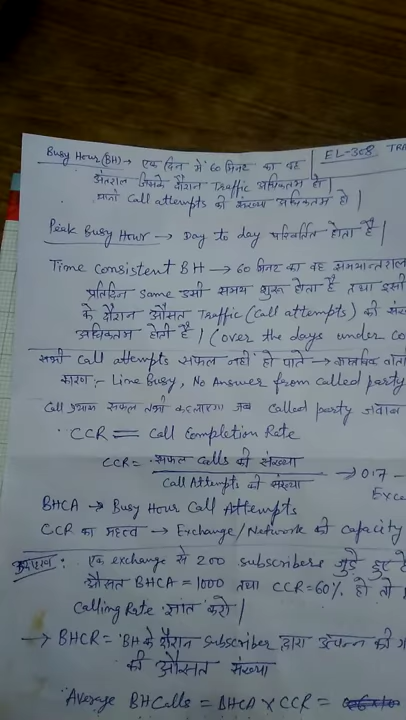 Busy Hour (BH) → एक दिन में 60 मिनट का वह
EL-308 TRA
अंतराल जिसके दौरान Traffic अधिकतम हो |
Call attempts की संख्या अधिकतम हो |
Peak Busy Hour → Day to day परिवर्तित होता है |
Time Consistent BH → 60 मिनट का वह समयान्तराल
प्रतिदिन same उसी समय शुरू होता है तथा इसी
के दौरान औसत Traffic (Call attempts) की संख
अधिकतम होती है | (over the days under co
सभी Call attempts सफल नहीं हो पाते → वास्तविक वार्ता
कारण :- Line Busy, No Answer from called party
Call प्रयास सफल तभी कहलाएगा जब Called party जवाब
CCR = Call Completion Rate
CCR = सफल Calls की संख्या
Call Attempts की संख्या → 0.7 -
Exce
BHCA → Busy Hour Call Attempts
CCR का महत्व → Exchange/Network की Capacity
उदाहरण : एक exchange से 200 subscribers जुड़े हुए है
औसत BHCA = 1000 तथा CCR = 60% हो तो
Calling Rate ज्ञात करो |
→ BHCR = BH के दौरान Subscriber द्वारा उत्पन्न की ग
की औसत संख्या
Average BH Calls = BHCA X CCR =